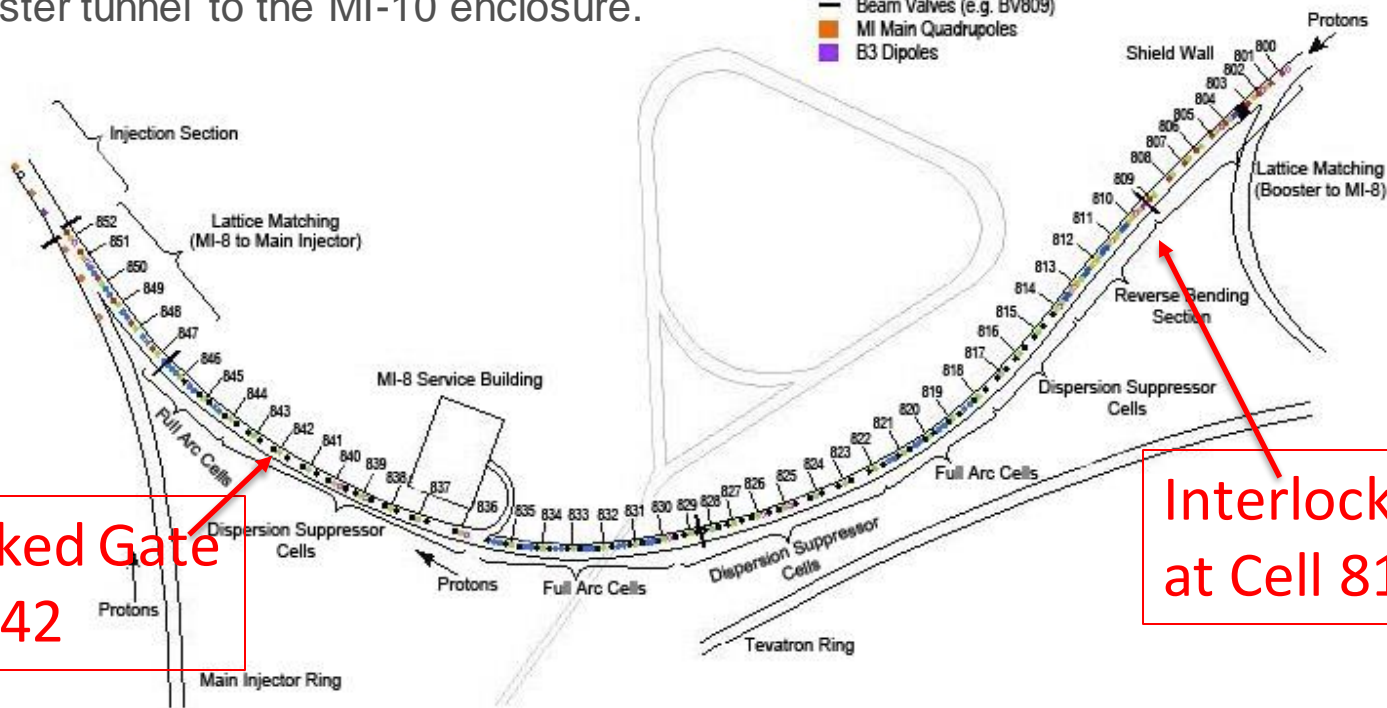 ster tunnel to the MI-10 enclosure.
Beam Valves (e.g. BV809)
MI Main Quadrupoles
B3 Dipoles
Protons
Shield Wall
800
801
802
803
804
805
806
807
808
809
810
811
812
813
814
815
816
817
818
819
820
821
822
823
824
825
826
827
828
829
830
831
832
833
834
835
836
837
838
839
840
841
842
843
844
845
846
847
848
849
850
851
852
Injection Section
Lattice Matching
(MI-8 to Main Injector)
Lattice Matching
(Booster to MI-8)
Reverse Bending
Section
Dispersion Suppressor
Cells
Full Arc Cells
Dispersion Suppressor
Cells
Full Arc Cells
MI-8 Service Building
Protons
Dispersion Suppressor
Cells
Full Arc Cells
Interlock
at Cell 81
ked Gate
42
Protons
Tevatron Ring
Main Injector Ring